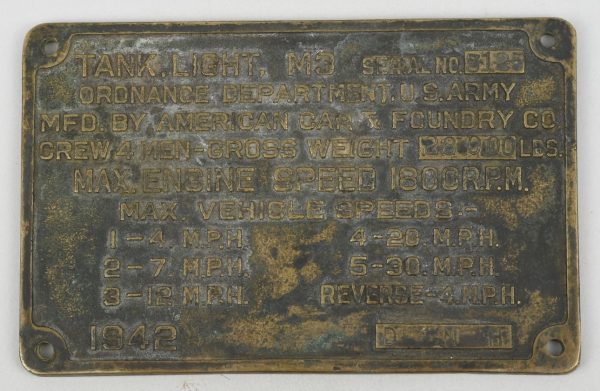 TANK, LIGHT, M3 SERIAL NO.
ORDNANCE DEPARTMENT, U.S. ARMY
MFD. BY AMERICAN CAR & FOUNDRY CO
CREW 4 MEN-GROSS WEIGHT LBS.
MAX. ENGINE SPEED 1800 R.P.M.
MAX. VEHICLE SPEEDS:-
1-4 M.P.H. 4-20 M.P.H.
2-7 M.P.H. 5-30 M.P.H.
3-12 M.P.H. REVERSE-4 M.P.H.
1942